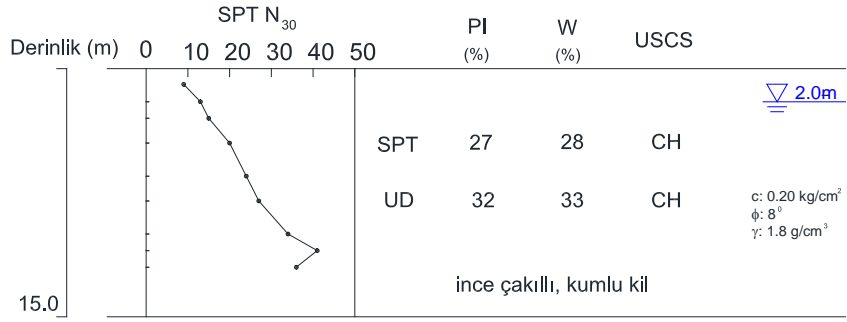 SPT N30
Derinlik (m) 0 10 20 30 40 50
PI (%)
W (%)
USCS
2.0m
SPT 27 28 CH
UD 32 33 CH
c: 0.20 kg/cm²
ϕ: 8⁰
γ: 1.8 g/cm³
ince çakıllı, kumlu kil
15.0